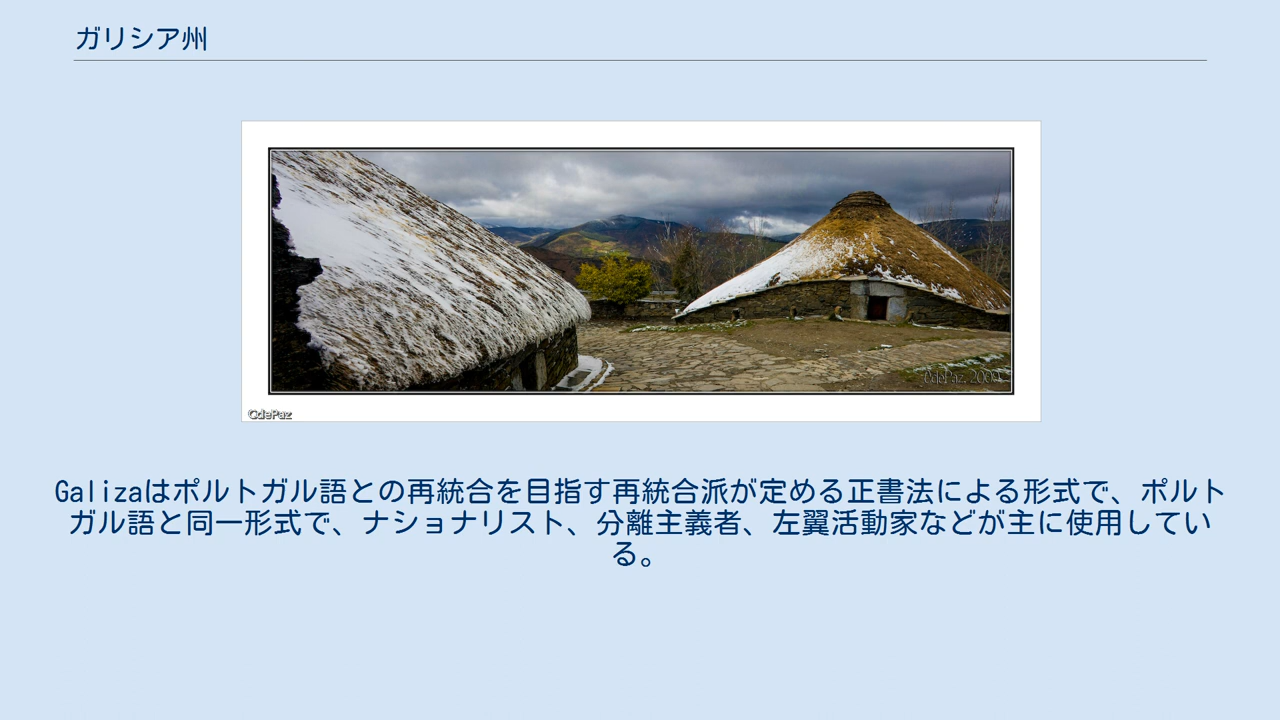 ガリシア州
©dePaz, 2009
©dePaz
Galizaはポルトガル語との再統合を目指す再統合派が定める正書法による形式で、ポルト
ガル語と同一形式で、ナショナリスト、分離主義者、左翼活動家などが主に使用してい
る。